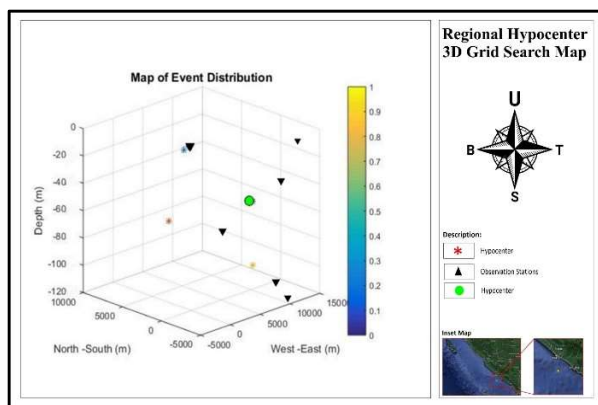 Regional Hypocenter
3D Grid Search Map
Map of Event Distribution
1
0.9
0.8
0.7
0.6
0.5
0.4
0.3
0.2
0.1
0
0
-20
-40
-60
-80
-100
-120
Depth (m)
10000
5000
0
-5000
North -South (m)
-5000
0
5000
10000
15000
West -East (m)
U
B
T
S
Description:
Hypocenter
Observation Stations
Hypocenter
Inset Map